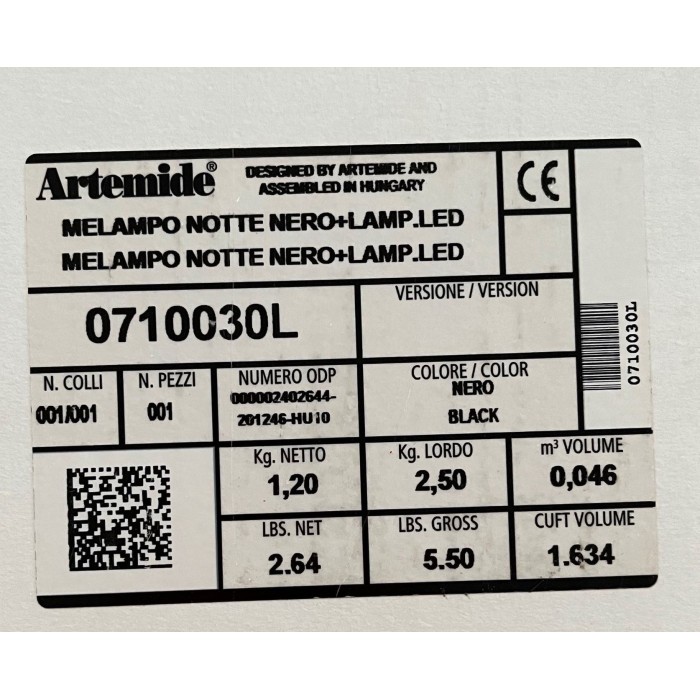 Artemide®
DESIGNED BY ARTEMIDE AND
ASSEMBLED IN HUNGARY
CE
MELAMPO NOTTE NERO+LAMP.LED
MELAMPO NOTTE NERO+LAMP.LED
0710030L
VERSIONE / VERSION
0710030L
N. COLLI
001/001
N. PEZZI
001
NUMERO ODP
000002402644-
201246-HU10
COLORE / COLOR
NERO
BLACK
Kg. NETTO
1,20
Kg. LORDO
2,50
m³ VOLUME
0,046
LBS. NET
2.64
LBS. GROSS
5.50
CUFT VOLUME
1.634